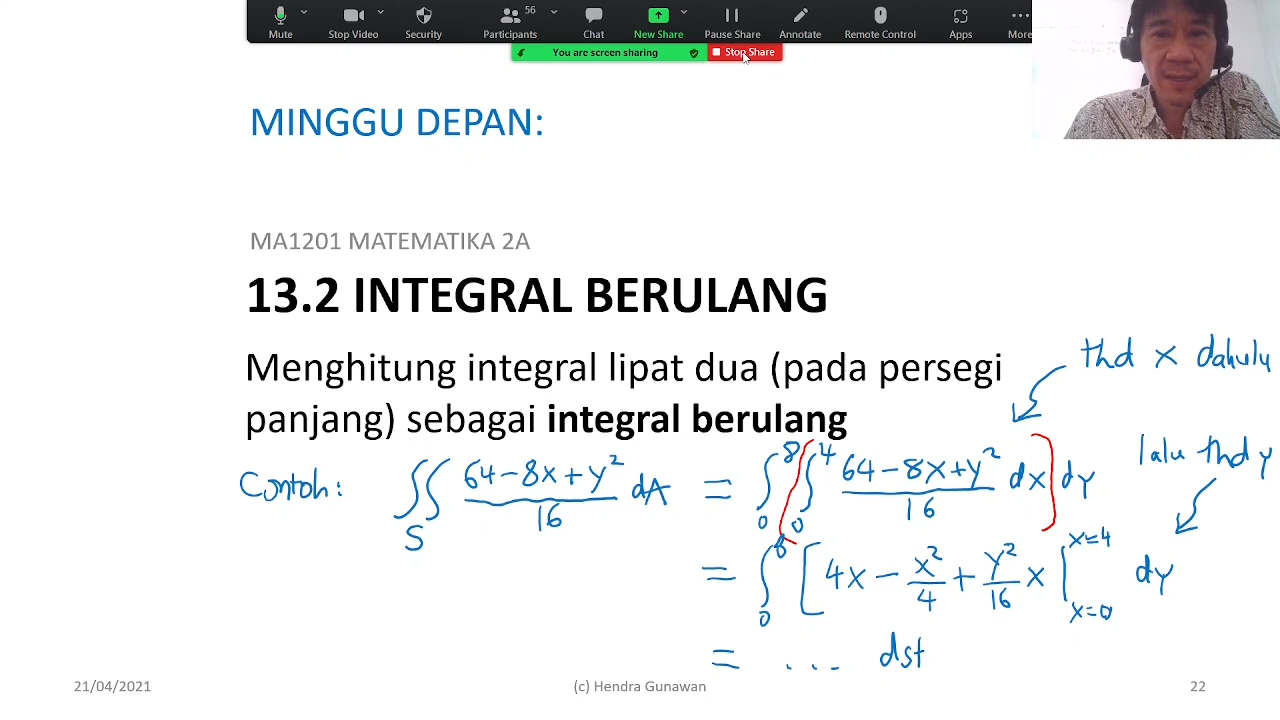 Mute Stop Video Security Participants 56 Chat New Share Pause Share Annotate Remote Control Apps More
You are screen sharing Stop Share
MINGGU DEPAN:
MA1201 MATEMATIKA 2A
13.2 INTEGRAL BERULANG
Menghitung integral lipat dua (pada persegi
panjang) sebagai integral berulang
thd x dahulu
lalu thd y
Contoh: ∬_S (64-8x+y²)/16 dA = ∫_0^8 ∫_0^4 (64-8x+y²)/16 dx dy
= ∫_0^8 [4x - x²/4 + y²/16 x]_{x=0}^{x=4} dy
= ... dst
21/04/2021 (c) Hendra Gunawan 22